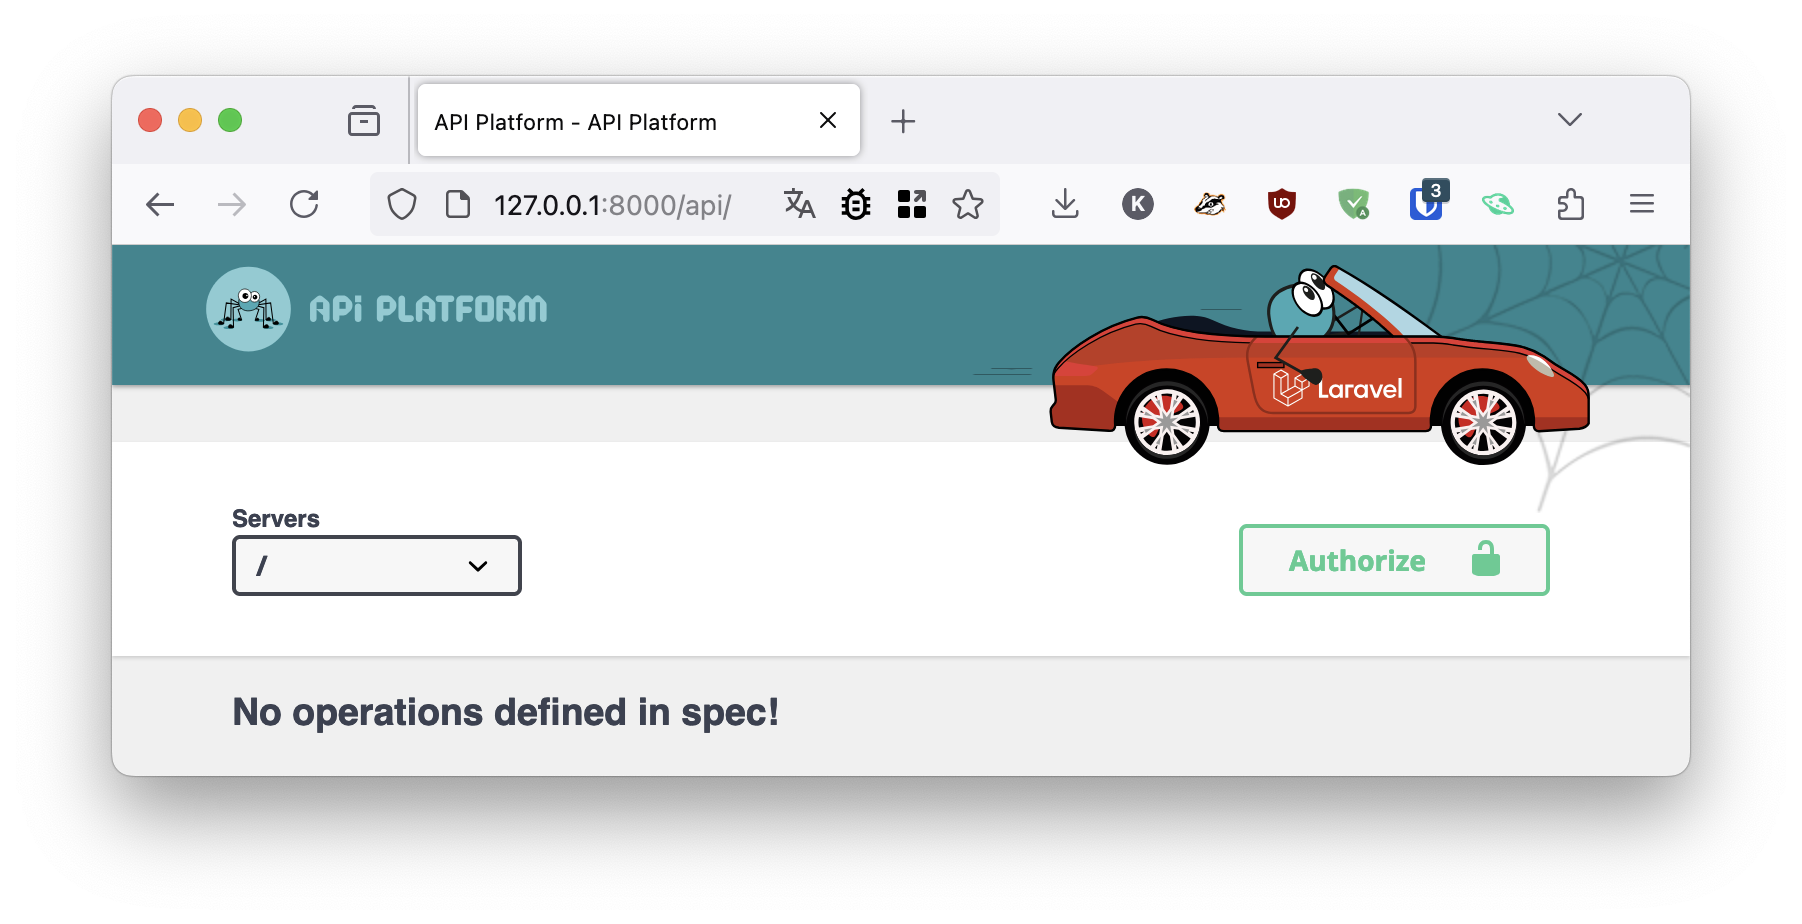 API Platform - API Platform
127.0.0.1:8000/api/
K
UO
A
3
API PLATFORM
Laravel
Servers
/
Authorize
No operations defined in spec!